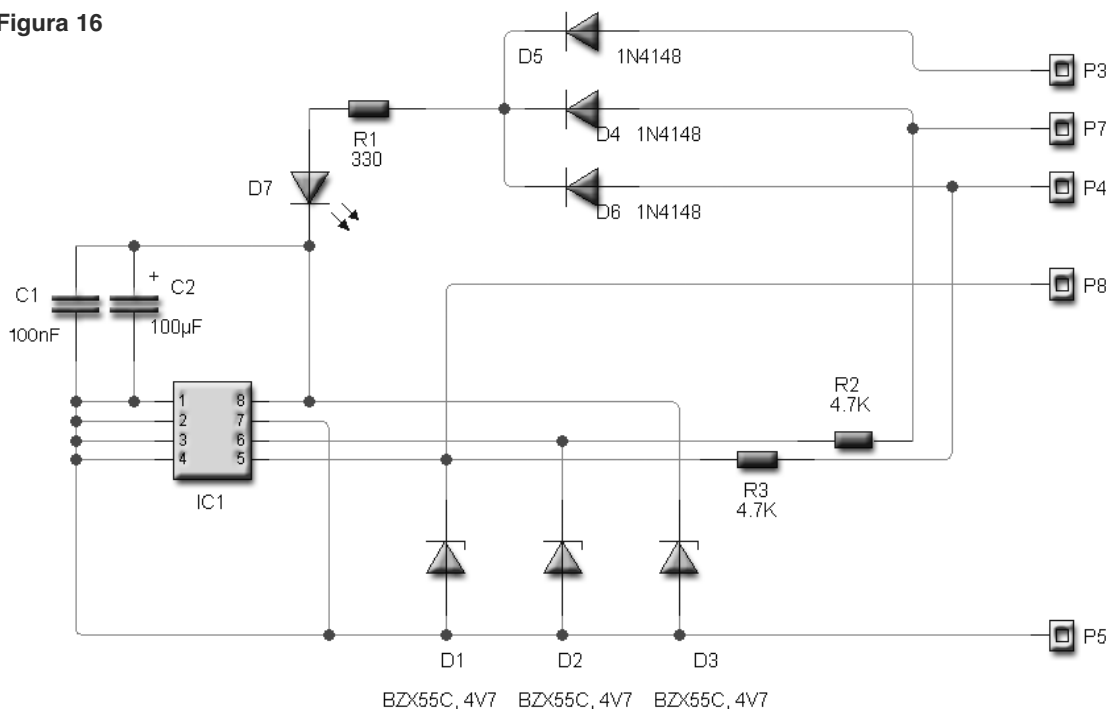 Figura 16
D5
1N4148
P3
R1
330
D4
1N4148
P7
D7
D6
1N4148
P4
+
C1
C2
P8
100nF
100µF
R2
4.7K
1
8
2
7
3
6
4
5
IC1
R3
4.7K
P5
D1
D2
D3
BZX55C, 4V7
BZX55C, 4V7
BZX55C, 4V7